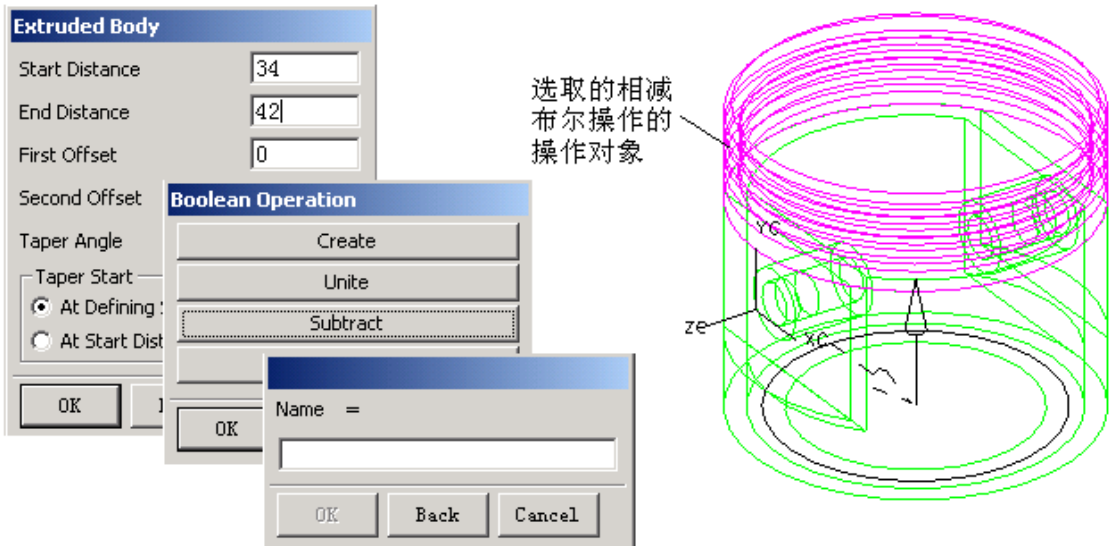 Extruded Body
Start Distance 34
End Distance 42
First Offset 0
Second Offset
Taper Angle
Taper Start
At Defining
At Start Dist
OK
Boolean Operation
Create
Unite
Subtract
OK
Name =
OK Back Cancel
选取的相减
布尔操作的
操作对象
YC
XC